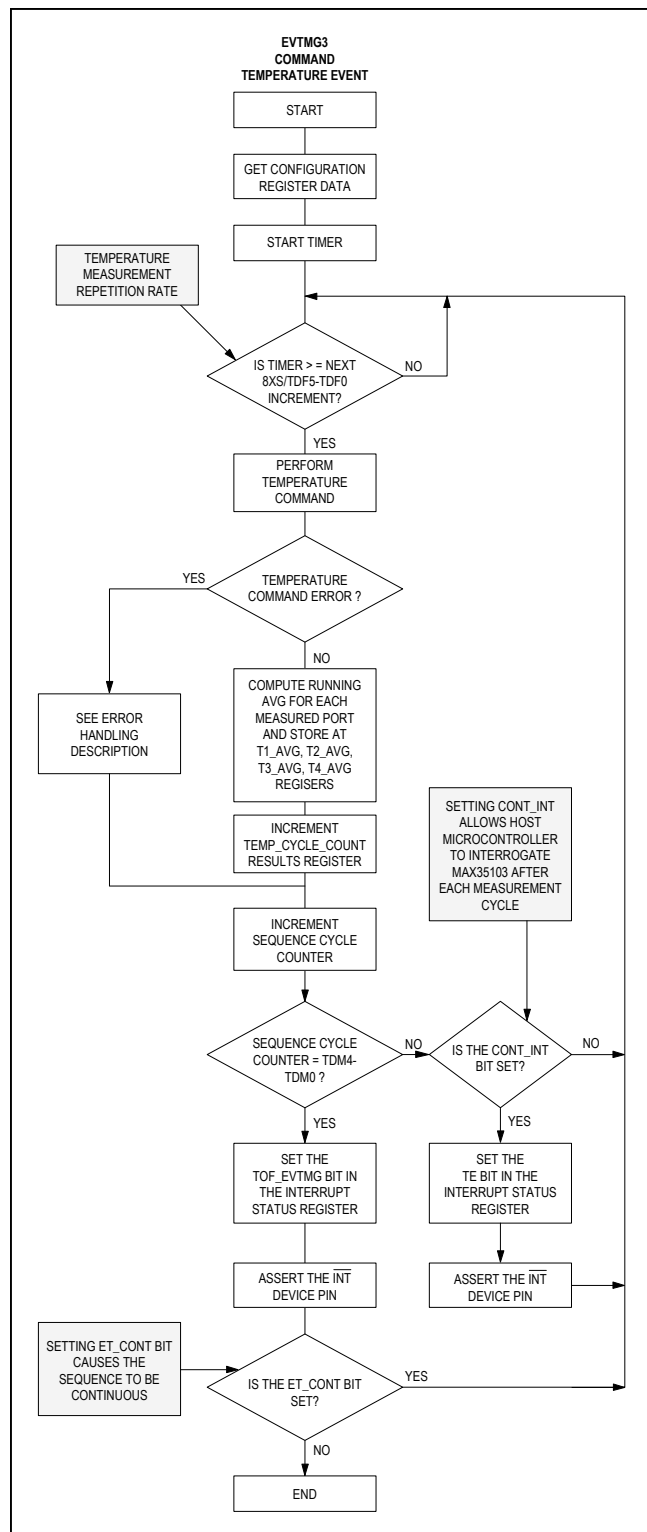 EVTMG3
COMMAND
TEMPERATURE EVENT
START
GET CONFIGURATION
REGISTER DATA
START TIMER
TEMPERATURE
MEASUREMENT
REPETITION RATE
IS TIMER > = NEXT
8XS/TDF5-TDF0
INCREMENT?
NO
YES
PERFORM
TEMPERATURE
COMMAND
YES
TEMPERATURE
COMMAND ERROR ?
NO
SEE ERROR
HANDLING
DESCRIPTION
COMPUTE RUNNING
AVG FOR EACH
MEASURED PORT
AND STORE AT
T1_AVG, T2_AVG,
T3_AVG, T4_AVG
REGISERS
INCREMENT
TEMP_CYCLE_COUNT
RESULTS REGISTER
SETTING CONT_INT
ALLOWS HOST
MICROCONTROLLER
TO INTERROGATE
MAX35103 AFTER
EACH MEASUREMENT
CYCLE
INCREMENT
SEQUENCE CYCLE
COUNTER
SEQUENCE CYCLE
COUNTER = TDM4-
TDM0 ?
NO
IS THE CONT_INT
BIT SET?
NO
YES
YES
SET THE
TOF_EVTMG BIT IN
THE INTERRUPT
STATUS REGISTER
SET THE
TE BIT IN THE
INTERRUPT STATUS
REGISTER
ASSERT THE INT
DEVICE PIN
ASSERT THE INT
DEVICE PIN
SETTING ET_CONT BIT
CAUSES THE
SEQUENCE TO BE
CONTINUOUS
IS THE ET_CONT BIT
SET?
YES
NO
END